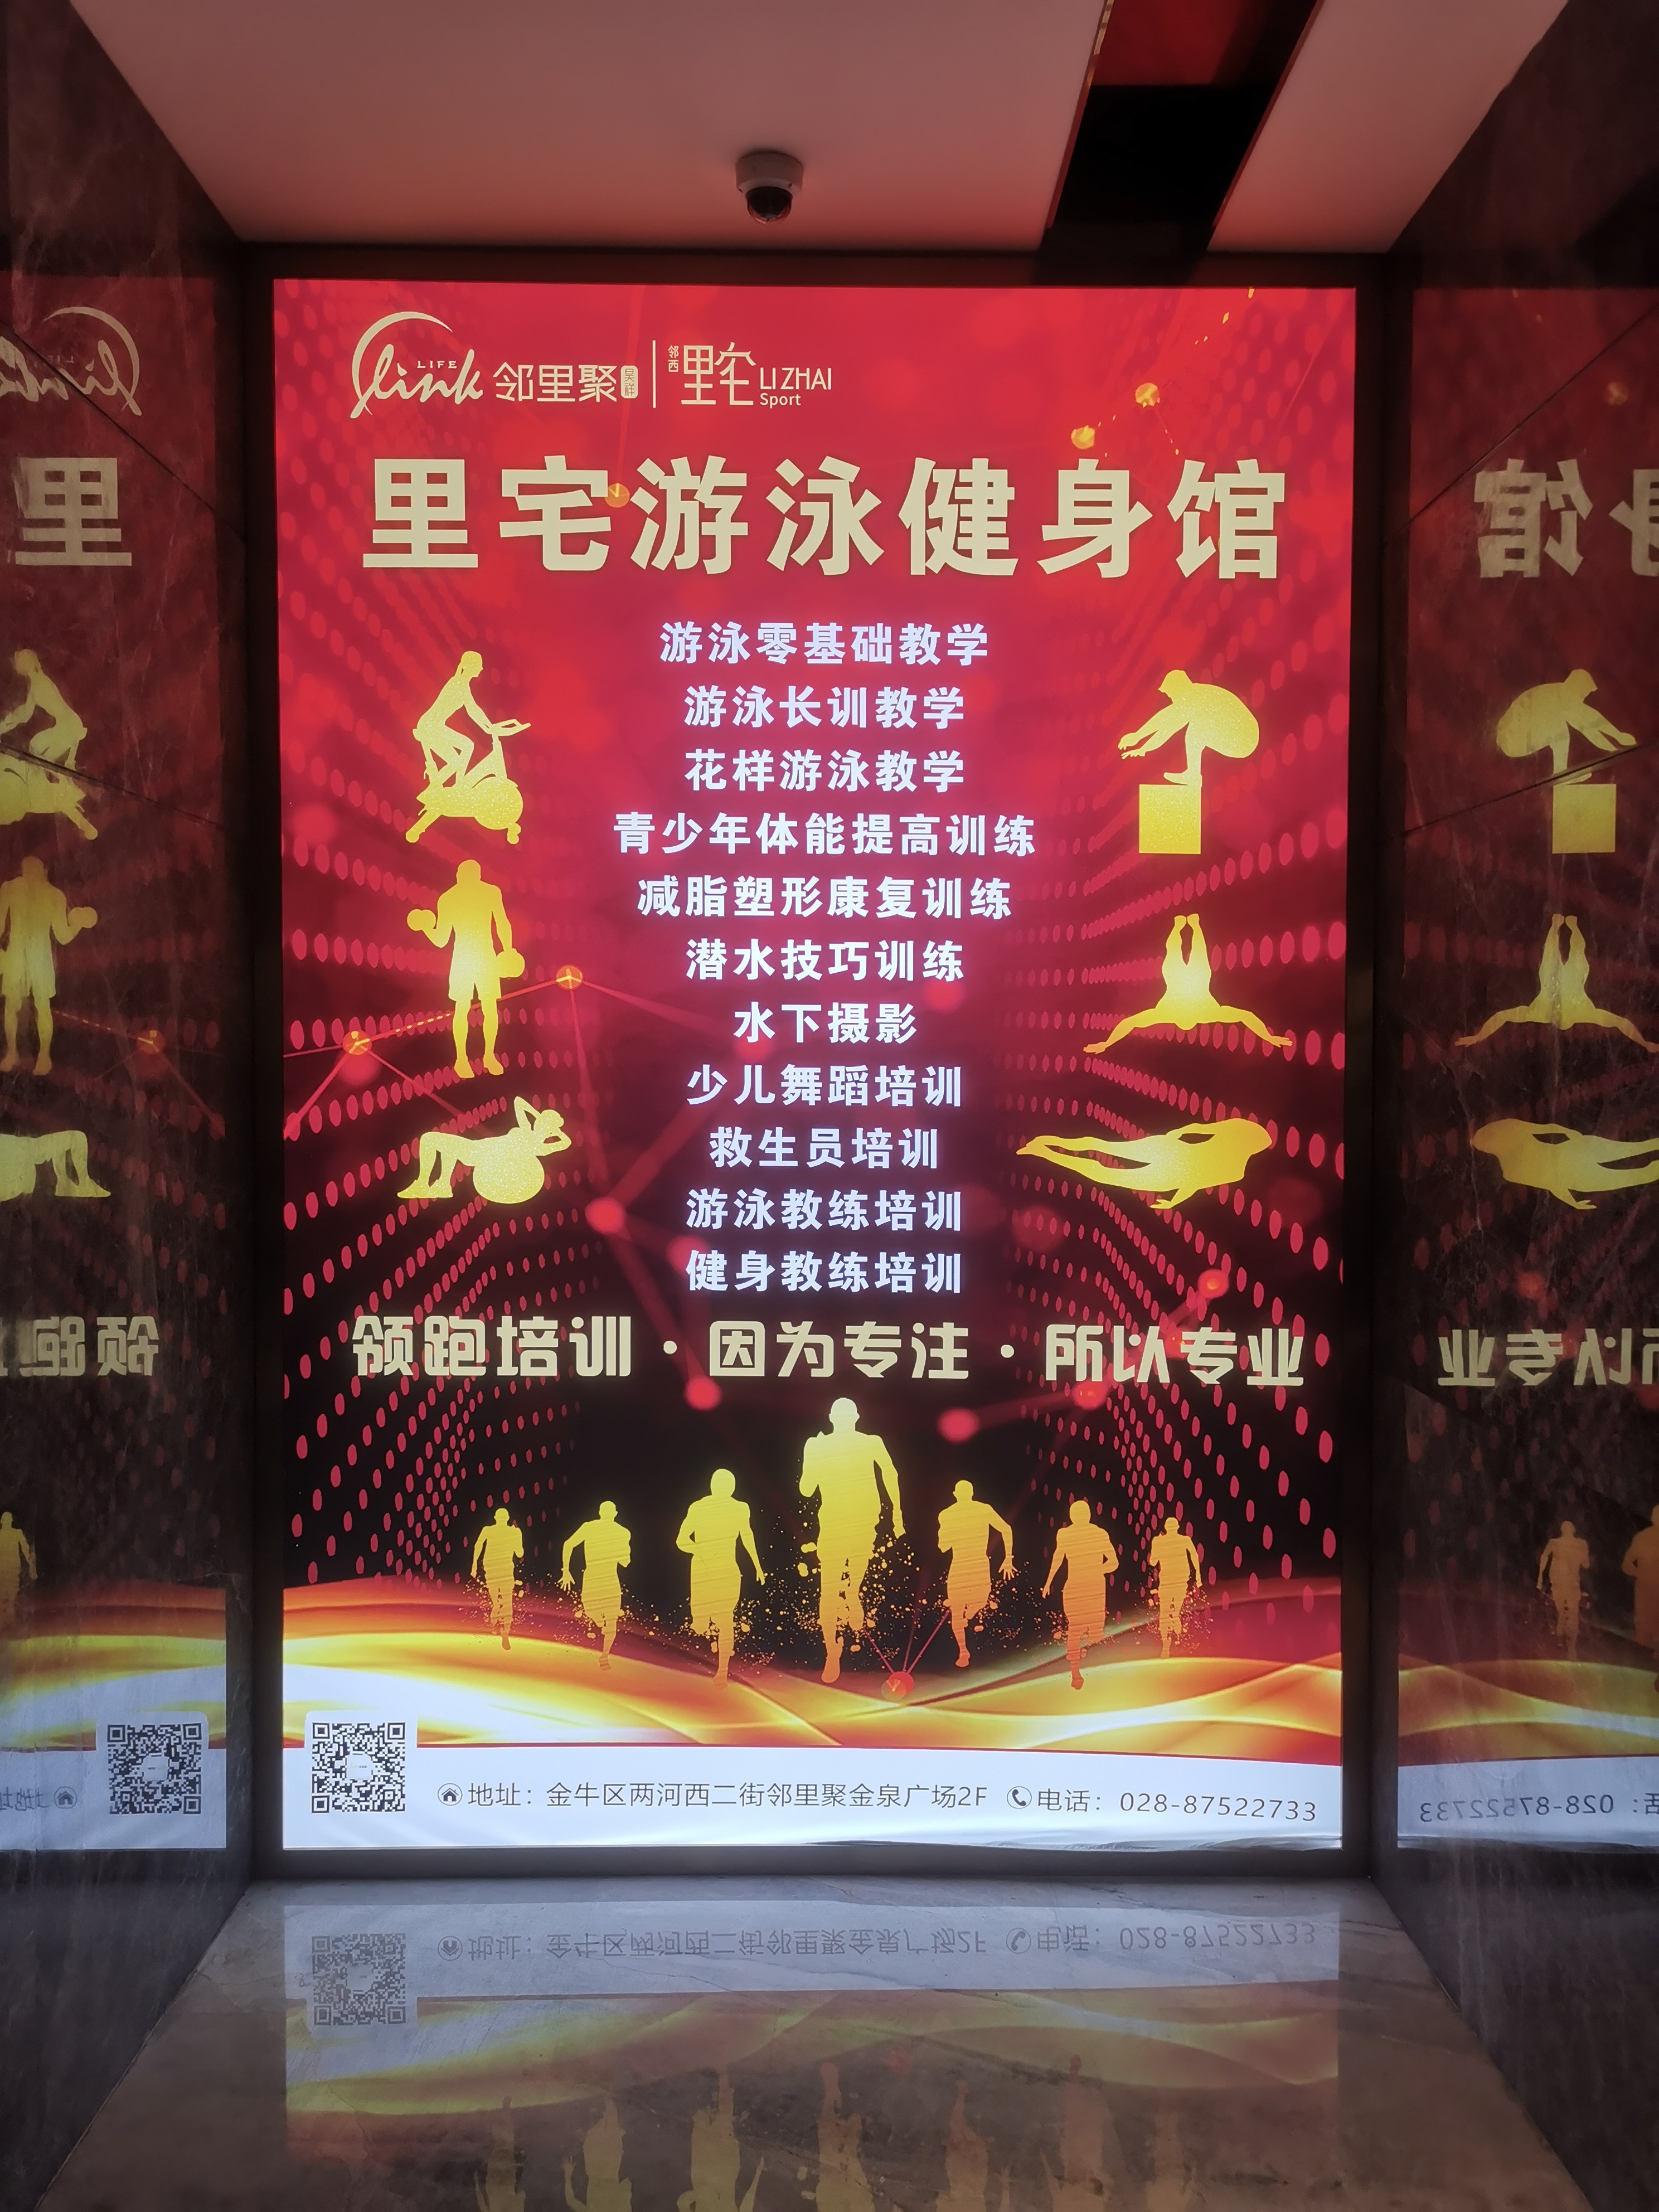 link LIFE 邻里聚 昊祥 邻西 里宅 LI ZHAI Sport
里宅游泳健身馆
游泳零基础教学
游泳长训教学
花样游泳教学
青少年体能提高训练
减脂塑形康复训练
潜水技巧训练
水下摄影
少儿舞蹈培训
救生员培训
游泳教练培训
健身教练培训
领跑培训·因为专注·所以专业
地址：金牛区两河西二街邻里聚金泉广场2F 电话：028-87522733